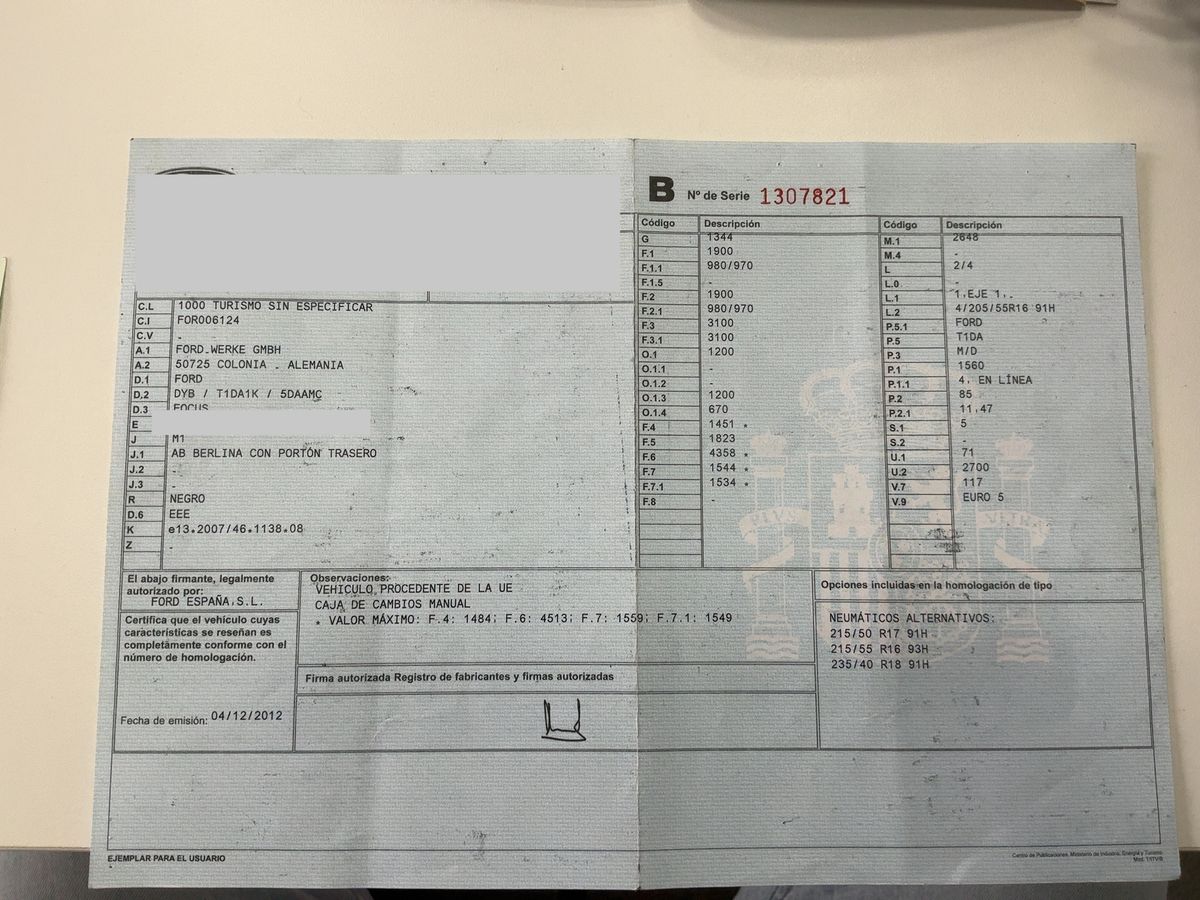 B Nº de Serie 1307821
C.L 1000 TURISMO SIN ESPECIFICAR
C.I FOR006124
C.V -
A.1 FORD-WERKE GMBH
A.2 50725 COLONIA - ALEMANIA
D.1 FORD
D.2 DYB / T1DA1K / 5DAAMC
D.3 FOCUS
E
J M1
J.1 AB BERLINA CON PORTÓN TRASERO
J.2 -
J.3 -
R NEGRO
D.6 EEE
K e13*2007/46*1138*08
Z -
Código Descripción
G 1344
F.1 1900
F.1.1 980/970
F.1.5 -
F.2 1900
F.2.1 980/970
F.3 3100
F.3.1 3100
O.1 1200
O.1.1 -
O.1.2 -
O.1.3 1200
O.1.4 670
F.4 1451 *
F.5 1823
F.6 4358 *
F.7 1544 *
F.7.1 1534 *
F.8 -
Código Descripción
M.1 2648
M.4 -
L 2/4
L.0 -
L.1 1,EJE 1,-
L.2 4/205/55R16 91H
P.5.1 FORD
P.5 T1DA
P.3 M/D
P.1 1560
P.1.1 4, EN LÍNEA
P.2 85
P.2.1 11,47
S.1 5
S.2 -
U.1 71
U.2 2700
V.7 117
V.9 EURO 5
PLVS VLTRA
El abajo firmante, legalmente
autorizado por:
FORD ESPAÑA,S.L.
Certifica que el vehículo cuyas
características se reseñan es
completamente conforme con el
número de homologación.
Fecha de emisión: 04/12/2012
Observaciones:
VEHICULO PROCEDENTE DE LA UE
CAJA DE CAMBIOS MANUAL
* VALOR MÁXIMO: F.4: 1484; F.6: 4513; F.7: 1559; F.7.1: 1549
Firma autorizada Registro de fabricantes y firmas autorizadas
Opciones incluidas en la homologación de tipo
NEUMÁTICOS ALTERNATIVOS:
215/50 R17 91H
215/55 R16 93H
235/40 R18 91H
EJEMPLAR PARA EL USUARIO
Centro de Publicaciones. Ministerio de Industria, Energía y Turismo